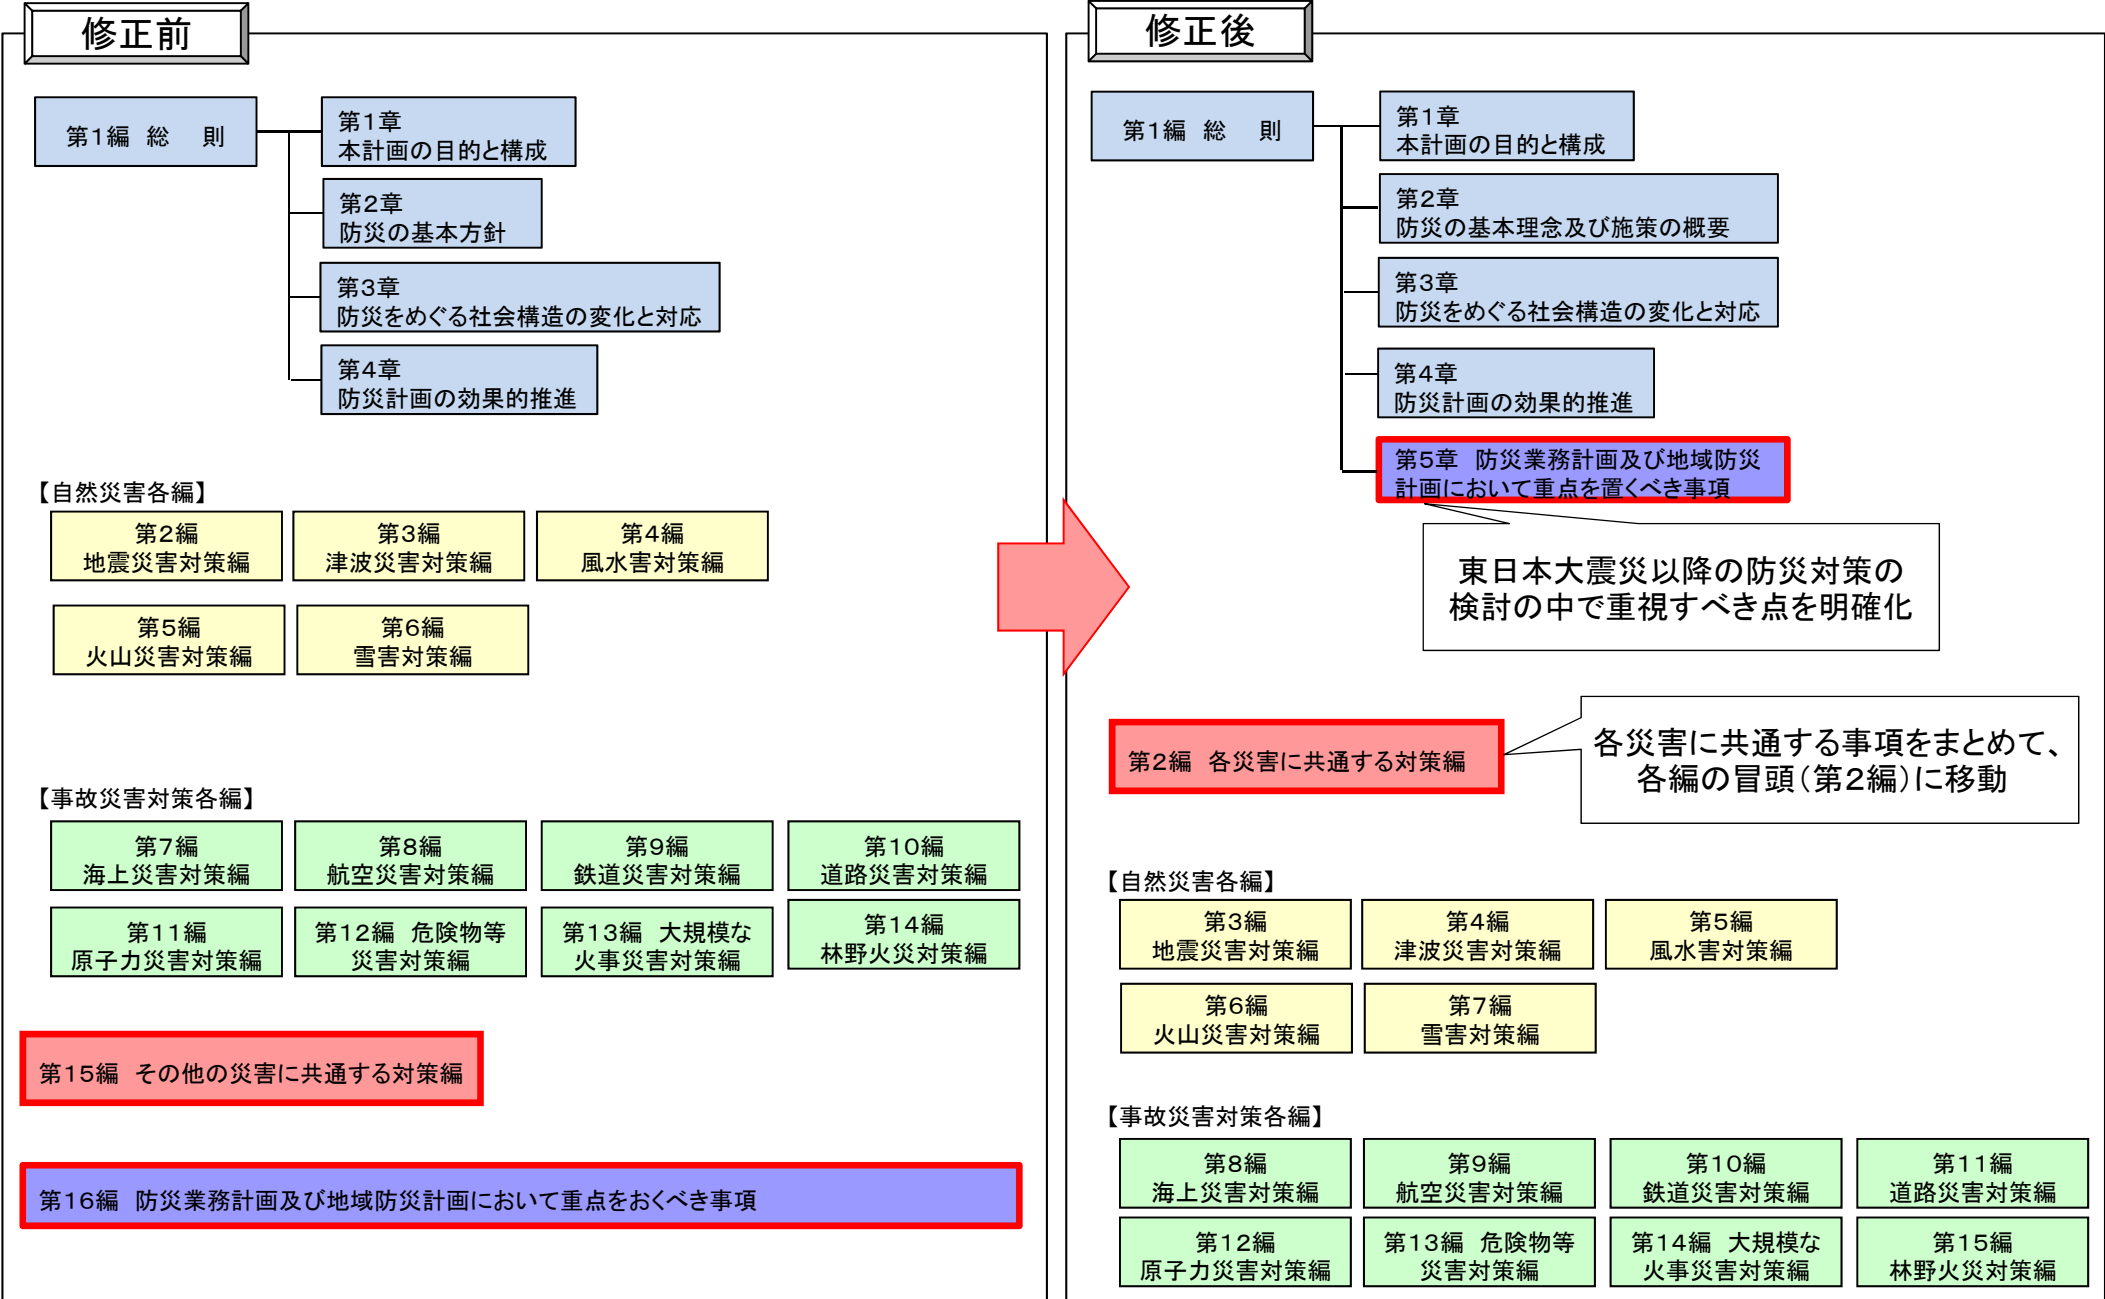 修正前
第1編 総 則
第1章
本計画の目的と構成
第2章
防災の基本方針
第3章
防災をめぐる社会構造の変化と対応
第4章
防災計画の効果的推進
【自然災害各編】
第2編
地震災害対策編
第3編
津波災害対策編
第4編
風水害対策編
第5編
火山災害対策編
第6編
雪害対策編
【事故災害対策各編】
第7編
海上災害対策編
第8編
航空災害対策編
第9編
鉄道災害対策編
第10編
道路災害対策編
第11編
原子力災害対策編
第12編 危険物等
災害対策編
第13編 大規模な
火事災害対策編
第14編
林野火災対策編
第15編 その他の災害に共通する対策編
第16編 防災業務計画及び地域防災計画において重点をおくべき事項
修正後
第1編 総 則
第1章
本計画の目的と構成
第2章
防災の基本理念及び施策の概要
第3章
防災をめぐる社会構造の変化と対応
第4章
防災計画の効果的推進
第5章 防災業務計画及び地域防災
計画において重点を置くべき事項
東日本大震災以降の防災対策の
検討の中で重視すべき点を明確化
第2編 各災害に共通する対策編
各災害に共通する事項をまとめて、
各編の冒頭(第2編)に移動
【自然災害各編】
第3編
地震災害対策編
第4編
津波災害対策編
第5編
風水害対策編
第6編
火山災害対策編
第7編
雪害対策編
【事故災害対策各編】
第8編
海上災害対策編
第9編
航空災害対策編
第10編
鉄道災害対策編
第11編
道路災害対策編
第12編
原子力災害対策編
第13編 危険物等
災害対策編
第14編 大規模な
火事災害対策編
第15編
林野火災対策編